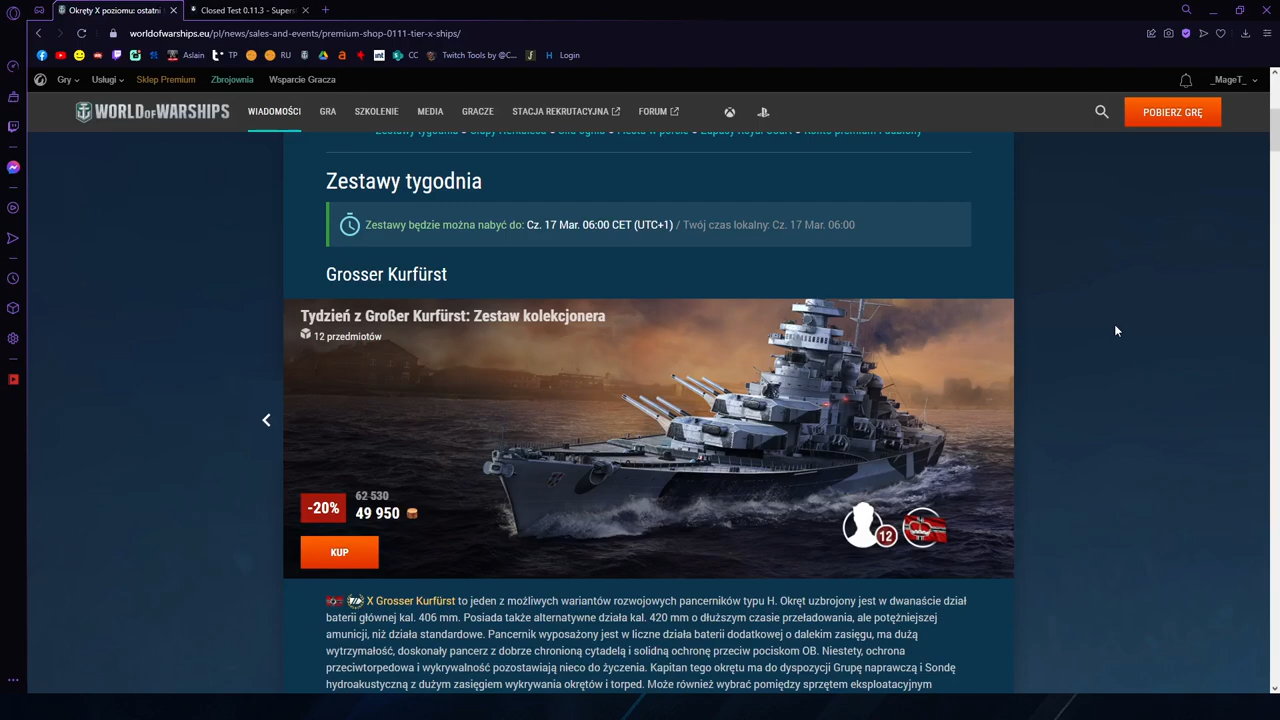 Okręty X poziomu: ostatni
Closed Test 0.11.3 - Supers
worldofwarships.eu/pl/news/sales-and-events/premium-shop-0111-tier-x-ships/
Aslain
TP
RU
int
CC
Twitch Tools by @C...
H Login
Gry
Usługi
Sklep Premium
Zbrojownia
Wsparcie Gracza
_MageT_
WORLD OF WARSHIPS
WIADOMOŚCI
GRA
SZKOLENIE
MEDIA
GRACZE
STACJA REKRUTACYJNA
FORUM
POBIERZ GRĘ
Zestawy tygodnia
Zestawy będzie można nabyć do: Cz. 17 Mar. 06:00 CET (UTC+1) / Twój czas lokalny: Cz. 17 Mar. 06:00
Grosser Kurfürst
Tydzień z Großer Kurfürst: Zestaw kolekcjonera
12 przedmiotów
-20%
62 530
49 950
KUP
12
X Grosser Kurfürst to jeden z możliwych wariantów rozwojowych pancerników typu H. Okręt uzbrojony jest w dwanaście dział
baterii głównej kal. 406 mm. Posiada także alternatywne działa kal. 420 mm o dłuższym czasie przeładowania, ale potężniejszej
amunicji, niż działa standardowe. Pancernik wyposażony jest w liczne działa baterii dodatkowej o dalekim zasięgu, ma dużą
wytrzymałość, doskonały pancerz z dobrze chronioną cytadelą i solidną ochronę przeciw pociskom OB. Niestety, ochrona
przeciwtorpedowa i wykrywalność pozostawiają nieco do życzenia. Kapitan tego okrętu ma do dyspozycji Grupę naprawczą i Sondę
hydroakustyczną z dużym zasięgiem wykrywania okrętów i torped. Może również wybrać pomiędzy sprzętem eksploatacyjnym